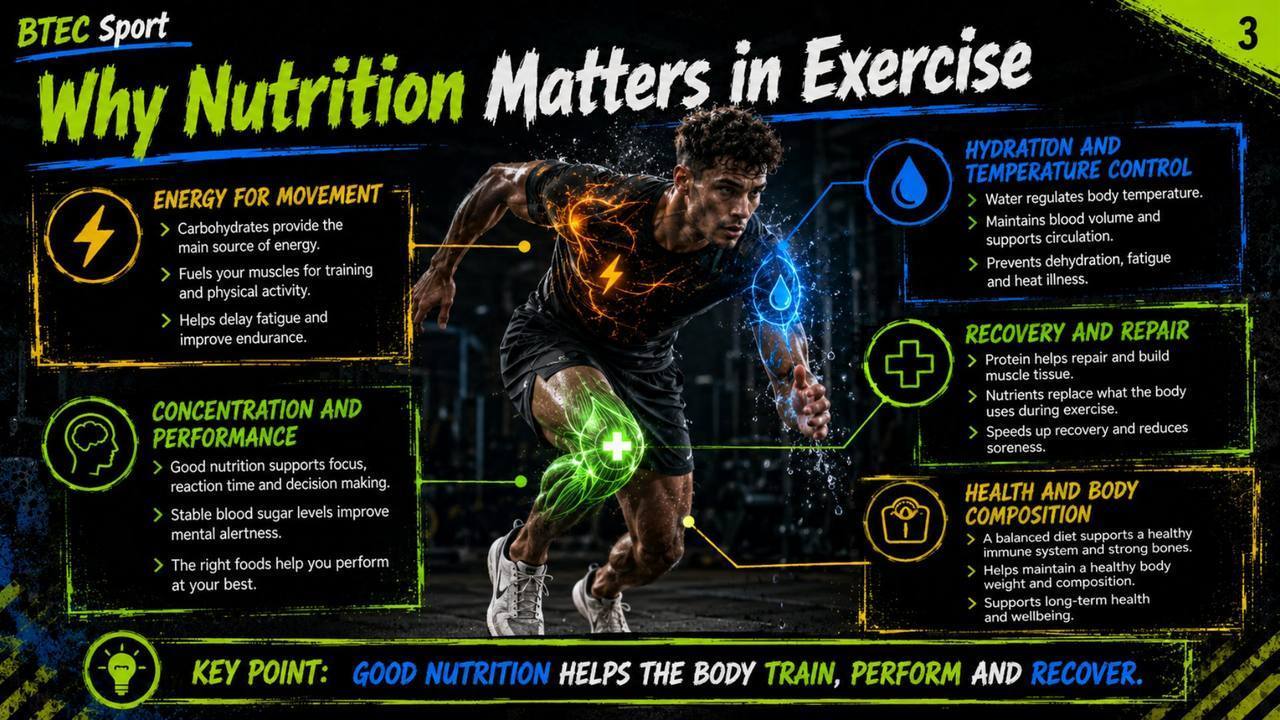 BTEC Sport
3
Why Nutrition Matters in Exercise
ENERGY FOR MOVEMENT
Carbohydrates provide the
main source of energy.
Fuels your muscles for training
and physical activity.
Helps delay fatigue and
improve endurance.
CONCENTRATION AND
PERFORMANCE
Good nutrition supports focus,
reaction time and decision making.
Stable blood sugar levels improve
mental alertness.
The right foods help you perform
at your best.
HYDRATION AND
TEMPERATURE CONTROL
Water regulates body temperature.
Maintains blood volume and
supports circulation.
Prevents dehydration, fatigue
and heat illness.
RECOVERY AND REPAIR
Protein helps repair and build
muscle tissue.
Nutrients replace what the body
uses during exercise.
Speeds up recovery and reduces
soreness.
HEALTH AND BODY
COMPOSITION
A balanced diet supports a healthy
immune system and strong bones.
Helps maintain a healthy body
weight and composition.
Supports long-term health
and wellbeing.
KEY POINT: GOOD NUTRITION HELPS THE BODY TRAIN, PERFORM AND RECOVER.